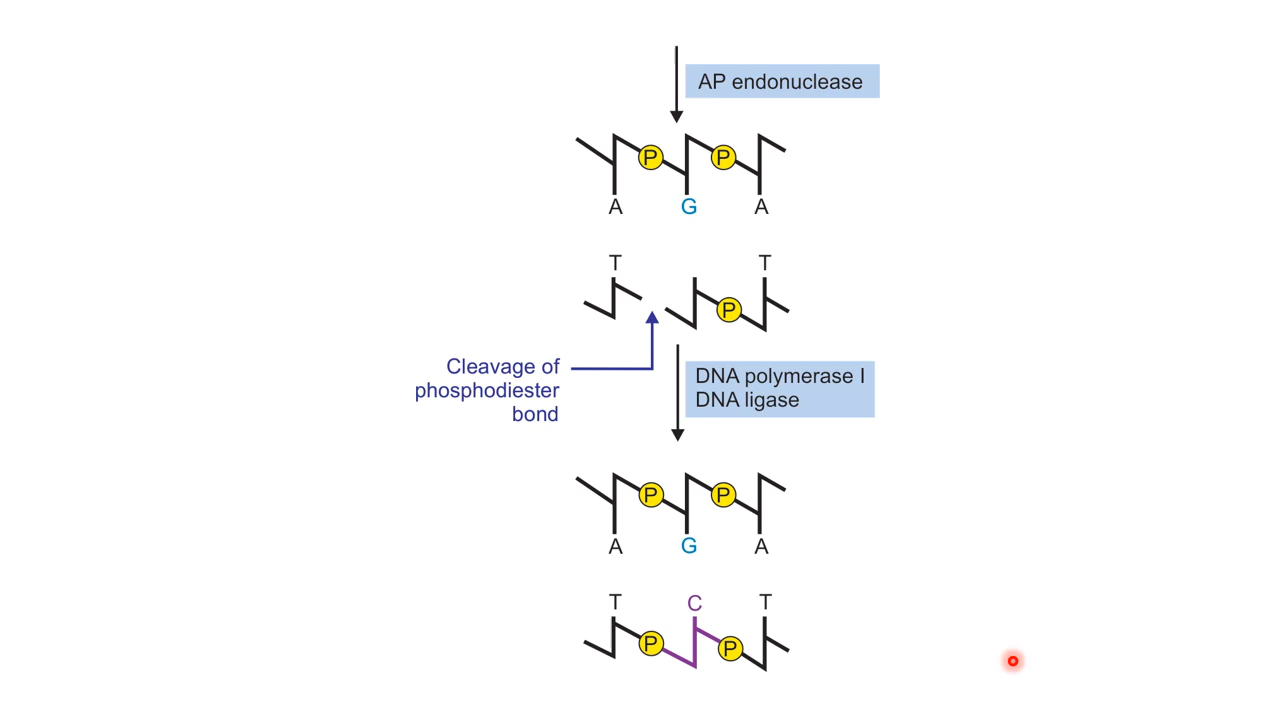 AP endonuclease
P P
A G A
T T
P
Cleavage of
phosphodiester
bond
DNA polymerase I
DNA ligase
P P
A G A
T C T
P P